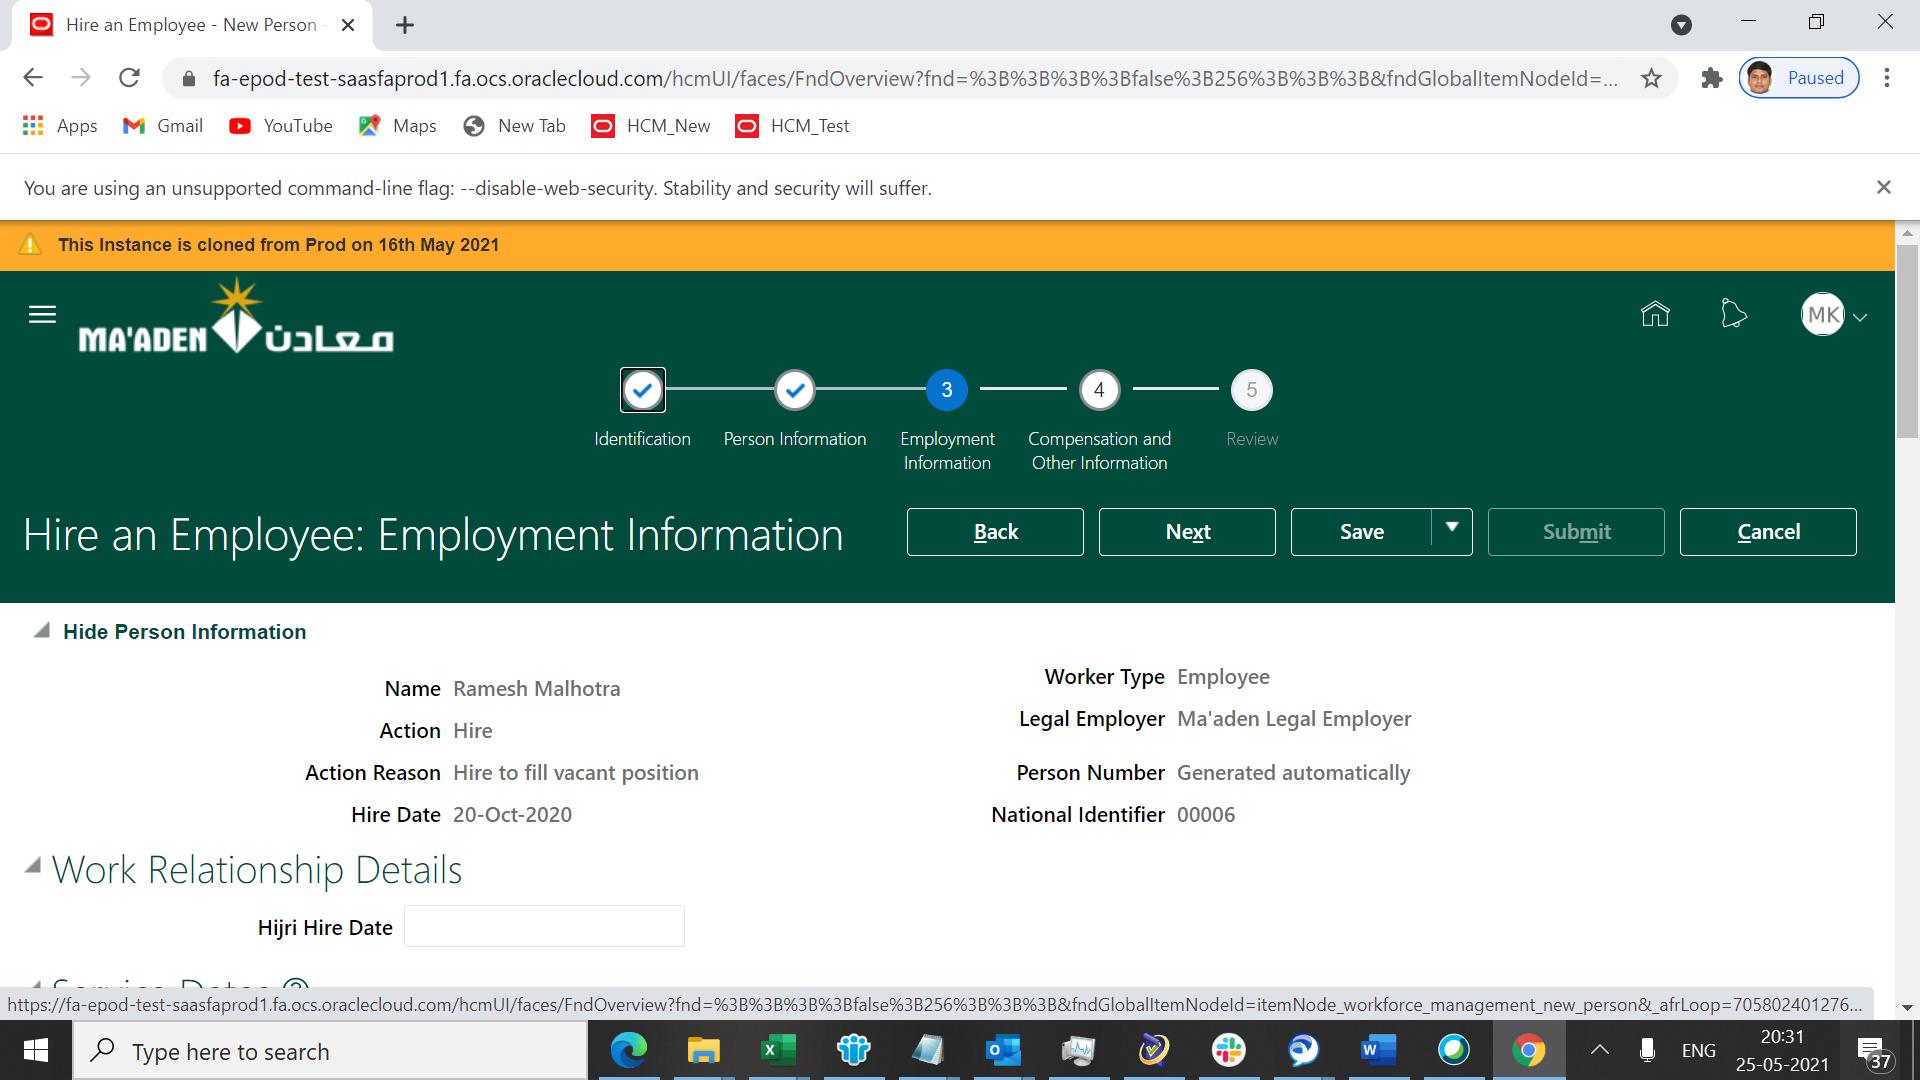 Hire an Employee - New Person -
fa-epod-test-saasfaprod1.fa.ocs.oraclecloud.com/hcmUI/faces/FndOverview?fnd=%3B%3B%3B%3Bfalse%3B256%3B%3B%3B&fndGlobalItemNodeId=...
Paused
Apps Gmail YouTube Maps New Tab HCM_New HCM_Test
You are using an unsupported command-line flag: --disable-web-security. Stability and security will suffer.
This Instance is cloned from Prod on 16th May 2021
MA'ADEN معادن
MK
3 4 5
Identification Person Information Employment Information Compensation and Other Information Review
Hire an Employee: Employment Information
Back Next Save Submit Cancel
Hide Person Information
Name Ramesh Malhotra
Worker Type Employee
Action Hire
Legal Employer Ma'aden Legal Employer
Action Reason Hire to fill vacant position
Person Number Generated automatically
Hire Date 20-Oct-2020
National Identifier 00006
Work Relationship Details
Hijri Hire Date
Service Dates
https://fa-epod-test-saasfaprod1.fa.ocs.oraclecloud.com/hcmUI/faces/FndOverview?fnd=%3B%3B%3B%3Bfalse%3B256%3B%3B%3B&fndGlobalItemNodeId=itemNode_workforce_management_new_person&_afrLoop=705802401276...
Type here to search
ENG
20:31
25-05-2021
37